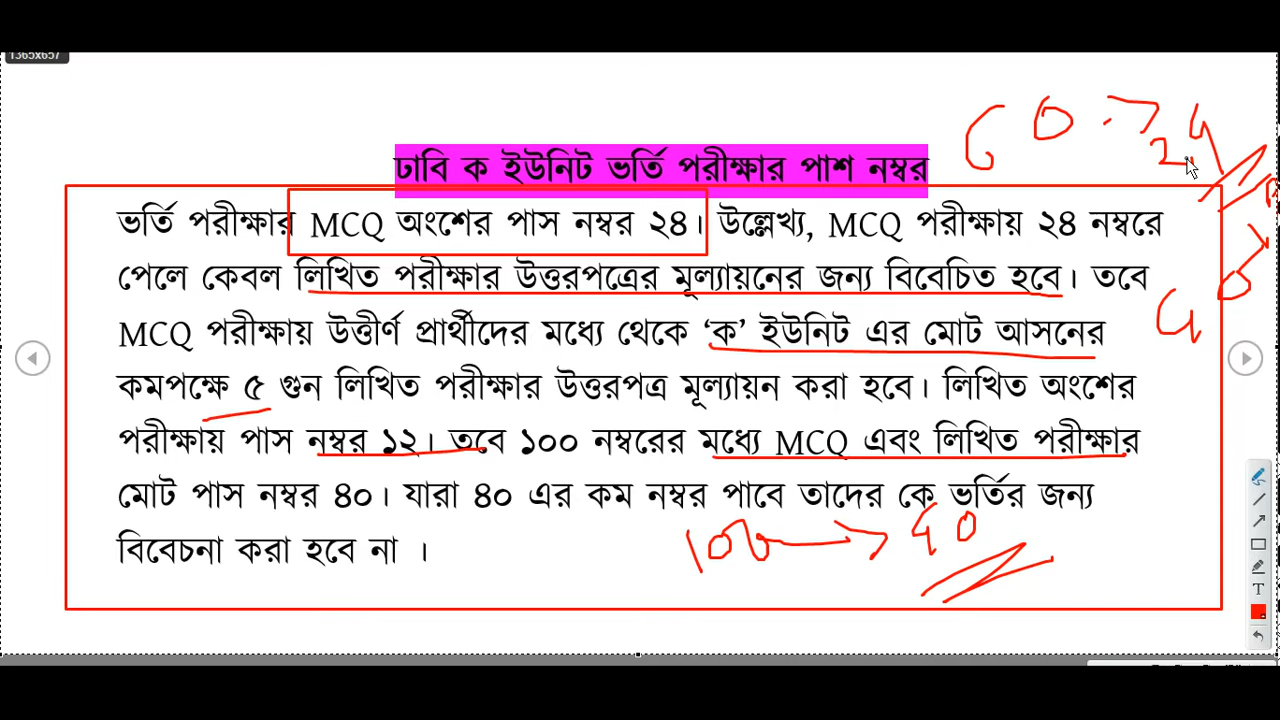 1365x657
60 → 24
ঢাবি ক ইউনিট ভর্তি পরীক্ষার পাশ নম্বর
ভর্তি পরীক্ষার MCQ অংশের পাস নম্বর ২৪। উল্লেখ্য, MCQ পরীক্ষায় ২৪ নম্বরে
পেলে কেবল লিখিত পরীক্ষার উত্তরপত্রের মূল্যায়নের জন্য বিবেচিত হবে। তবে
MCQ পরীক্ষায় উত্তীর্ণ প্রার্থীদের মধ্যে থেকে ‘ক’ ইউনিট এর মোট আসনের
কমপক্ষে ৫ গুন লিখিত পরীক্ষার উত্তরপত্র মূল্যায়ন করা হবে। লিখিত অংশের
পরীক্ষায় পাস নম্বর ১২। তবে ১০০ নম্বরের মধ্যে MCQ এবং লিখিত পরীক্ষার
মোট পাস নম্বর ৪০। যারা ৪০ এর কম নম্বর পাবে তাদের কে ভর্তির জন্য
বিবেচনা করা হবে না ।
100 → 40
T